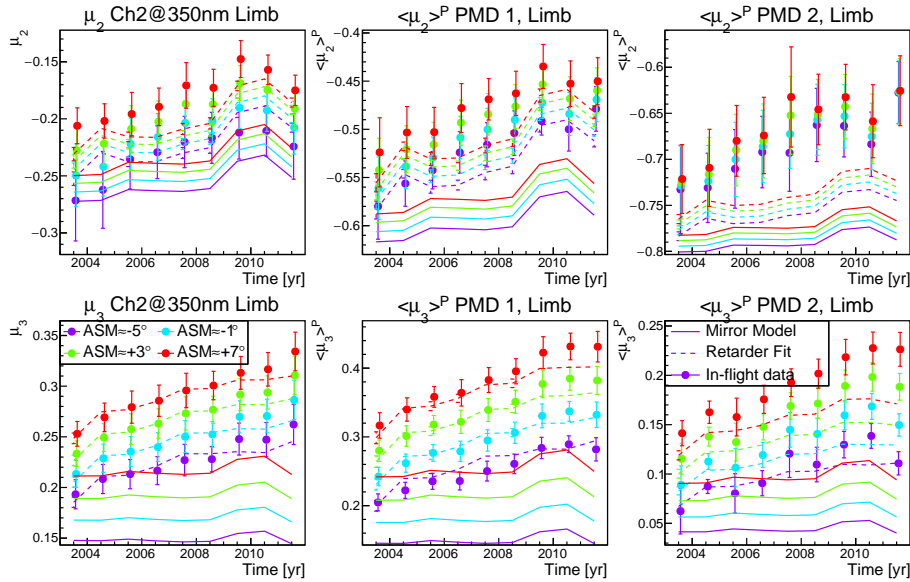 μ₂ Ch2@350nm Limb
<μ₂>ᴾ PMD 1, Limb
<μ₂>ᴾ PMD 2, Limb
μ₂
−0.15
−0.2
−0.25
−0.3
2004 2006 2008 2010
Time [yr]
<μ₂>ᴾ
−0.4
−0.45
−0.5
−0.55
−0.6
2004 2006 2008 2010
Time [yr]
<μ₂>ᴾ
−0.6
−0.65
−0.7
−0.75
−0.8
2004 2006 2008 2010
Time [yr]
μ₃ Ch2@350nm Limb
<μ₃>ᴾ PMD 1, Limb
<μ₃>ᴾ PMD 2, Limb
μ₃
0.35
0.3
0.25
0.2
0.15
ASM≈-5° ASM≈-1°
ASM≈+3° ASM≈+7°
2004 2006 2008 2010
Time [yr]
<μ₃>ᴾ
0.4
0.3
0.2
2004 2006 2008 2010
Time [yr]
<μ₃>ᴾ
0.25
0.2
0.15
0.1
0.05
Mirror Model
Retarder Fit
In-flight data
2004 2006 2008 2010
Time [yr]